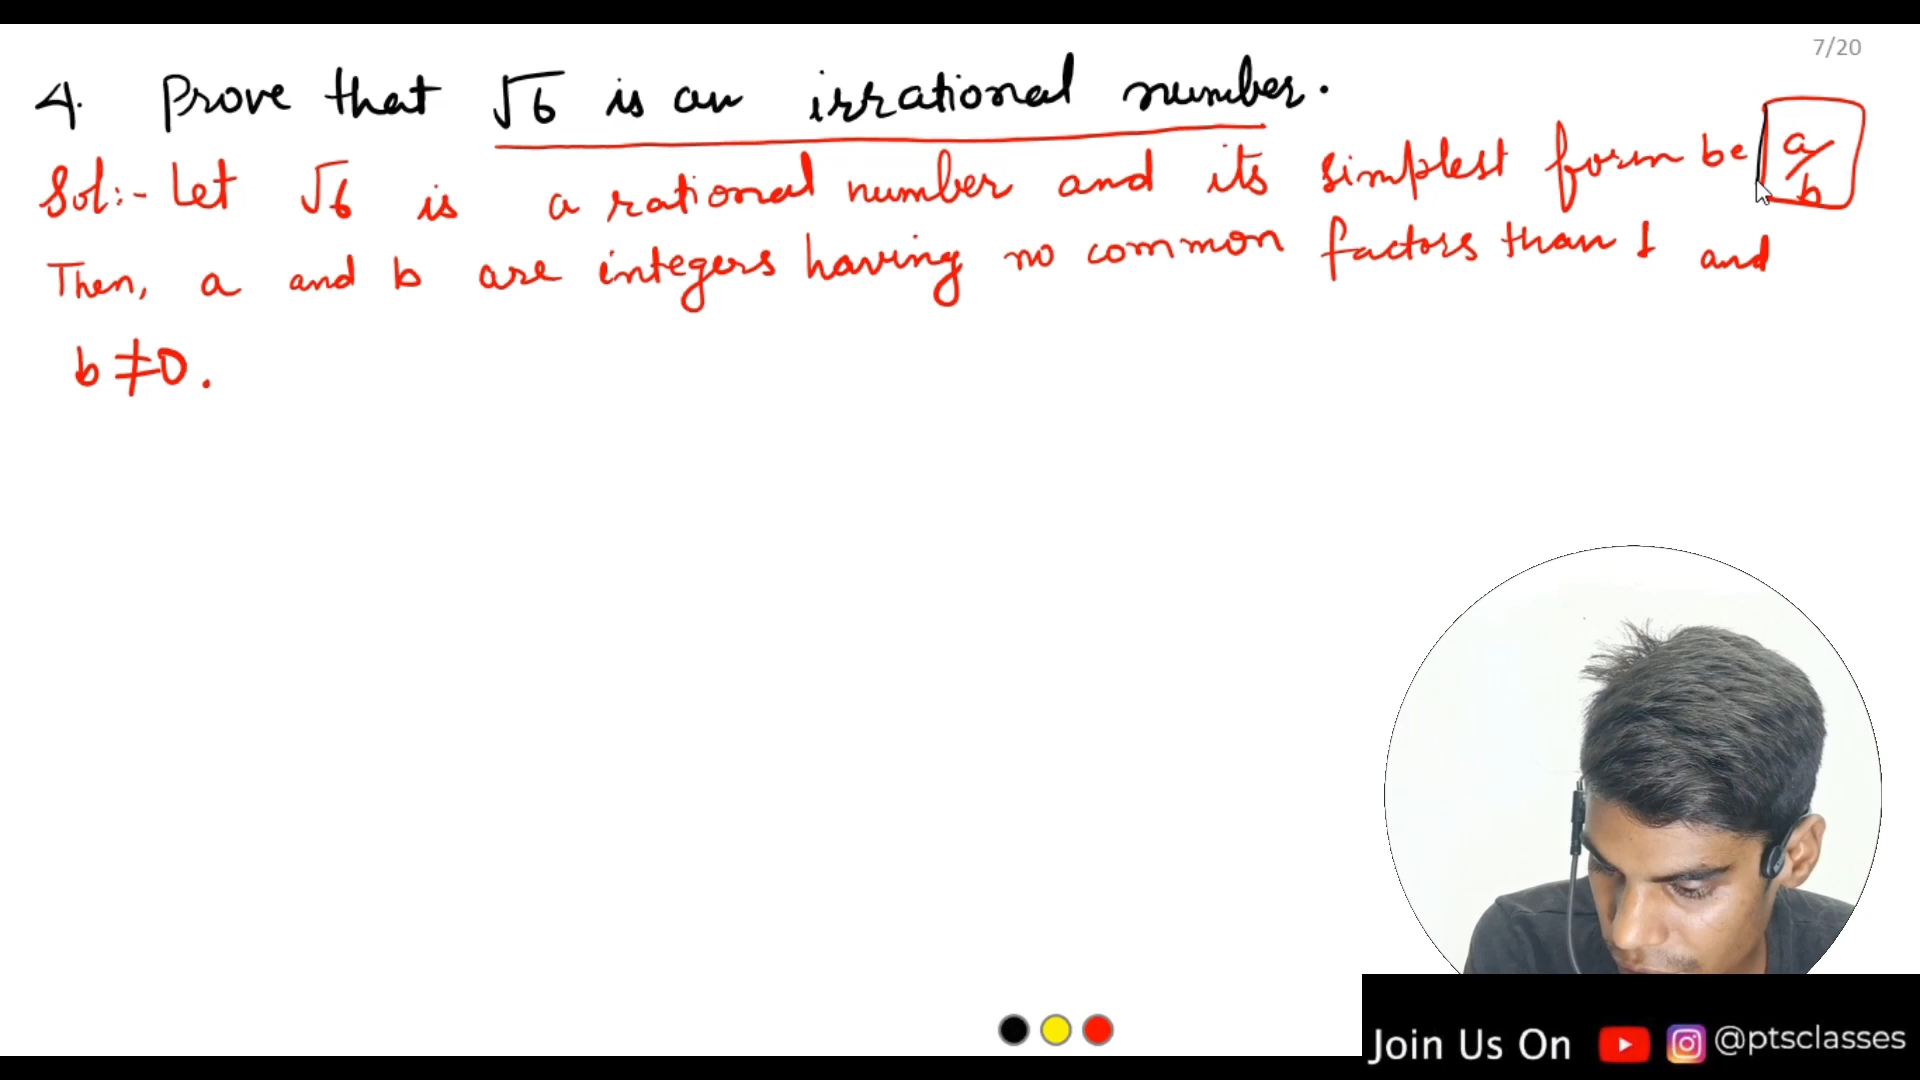 7/20
4. Prove that √6 is an irrational number.
Sol:- Let √6 is a rational number and its simplest form be a/b
Then, a and b are integers having no common factors than 1 and
b≠0.
Join Us On @ptsclasses